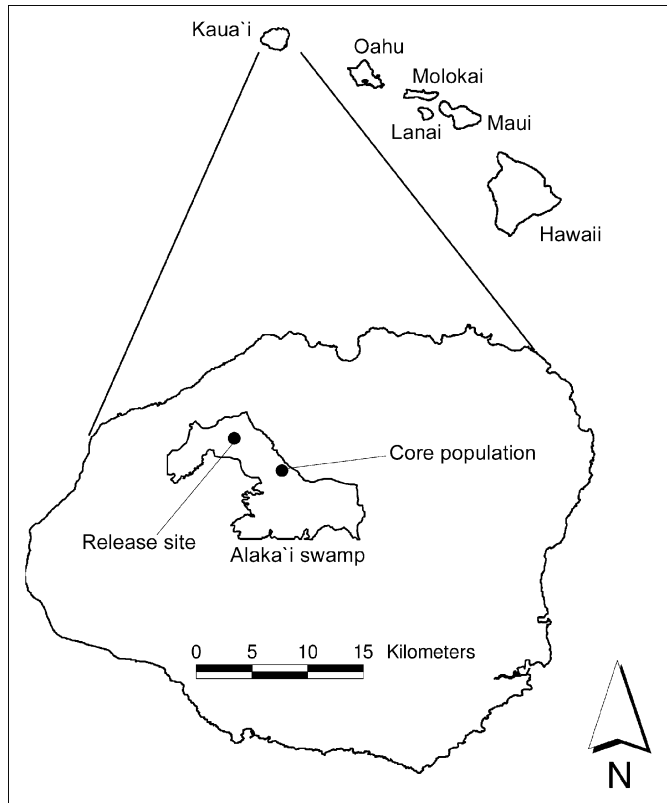 Kaua`i
Oahu
Molokai
Lanai
Maui
Hawaii
Core population
Release site
Alaka`i swamp
0 5 10 15 Kilometers
N